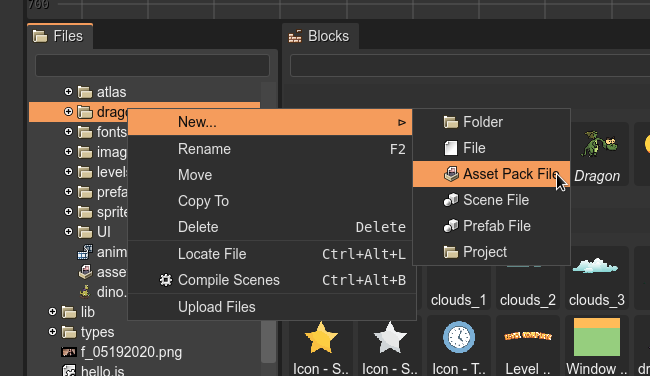 700
Files
Blocks
atlas
drago
fonts
imag
levels
prefa
sprite
UI
anim
asse
dino.
lib
types
f_05192020.png
hello.js
New...
Rename F2
Move
Copy To
Delete Delete
Locate File Ctrl+Alt+L
Compile Scenes Ctrl+Alt+B
Upload Files
Folder
File
Asset Pack File
Scene File
Prefab File
Project
Dragon
clouds_1
clouds_2
clouds_3
LEVEL COMPLETE
Icon - S..
Icon - S..
Icon - T..
Level ..
Window ..